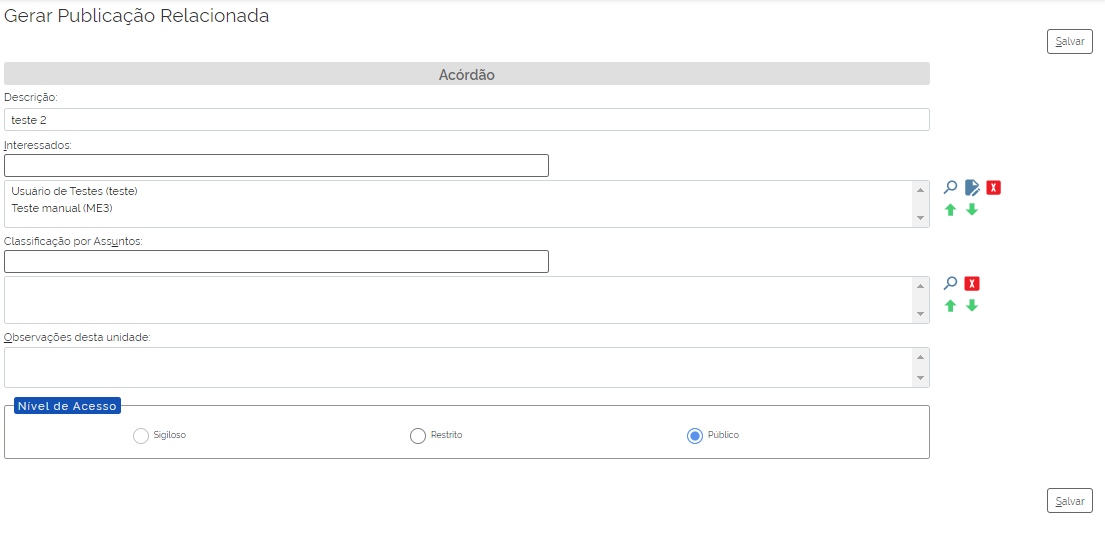 Gerar Publicação Relacionada
Salvar
Acórdão
Descrição:
teste 2
Interessados:
Usuário de Testes (teste)
Teste manual (ME3)
Classificação por Assuntos:
Observações desta unidade:
Nível de Acesso
Sigiloso
Restrito
Público
Salvar